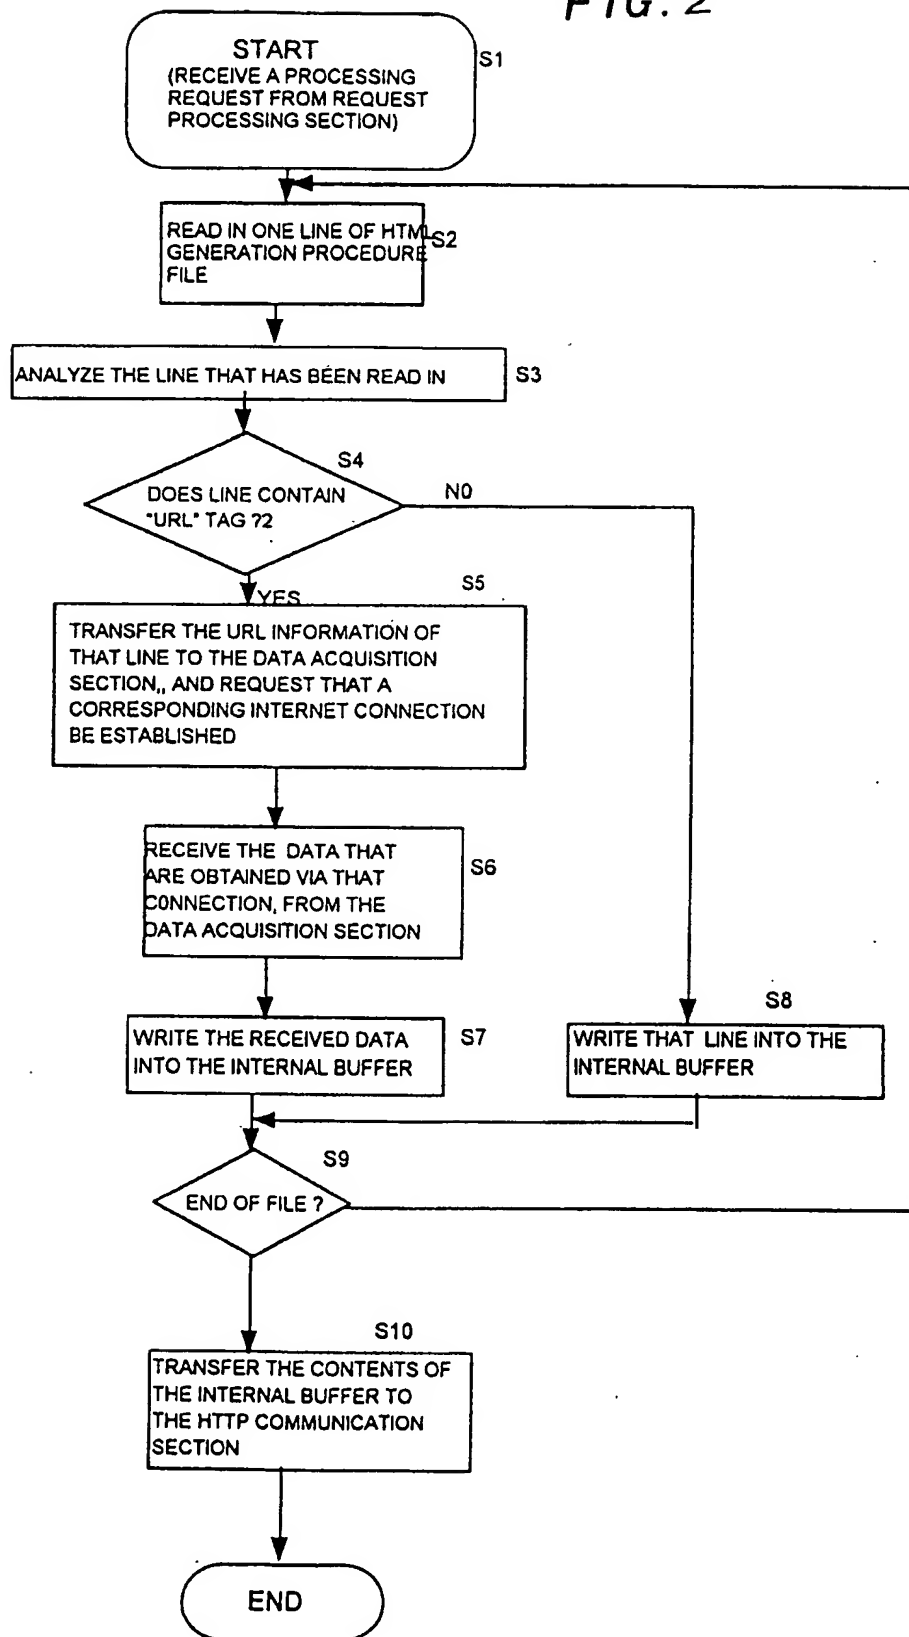 FIG. 2
START
S1
(RECEIVE A PROCESSING
REQUEST FROM REQUEST
PROCESSING SECTION)
READ IN ONE LINE OF HTML
S2
GENERATION PROCEDURE
FILE
ANALYZE THE LINE THAT HAS BEEN READ IN
S3
S4
DOES LINE CONTAIN
"URL" TAG ?2
N0
YES
S5
TRANSFER THE URL INFORMATION OF
THAT LINE TO THE DATA ACQUISITION
SECTION,, AND REQUEST THAT A
CORRESPONDING INTERNET CONNECTION
BE ESTABLISHED
RECEIVE THE DATA THAT
ARE OBTAINED VIA THAT
C0NNECTION, FROM THE
DATA ACQUISITION SECTION
S6
WRITE THE RECEIVED DATA
INTO THE INTERNAL BUFFER
S7
S8
WRITE THAT LINE INTO THE
INTERNAL BUFFER
S9
END OF FILE ?
S10
TRANSFER THE CONTENTS OF
THE INTERNAL BUFFER TO
THE HTTP COMMUNICATION
SECTION
END